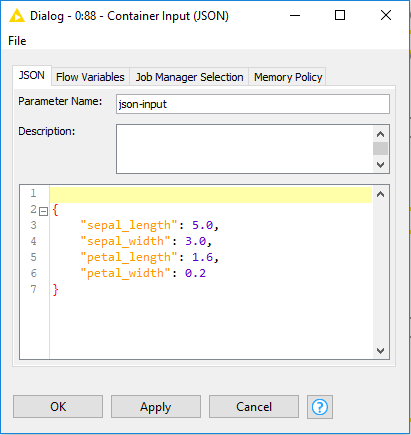 Dialog - 0:88 - Container Input (JSON)
File
JSON Flow Variables Job Manager Selection Memory Policy
Parameter Name: json-input
Description:
1
2 {
3 "sepal_length": 5.0,
4 "sepal_width": 3.0,
5 "petal_length": 1.6,
6 "petal_width": 0.2
7 }
OK Apply Cancel ?